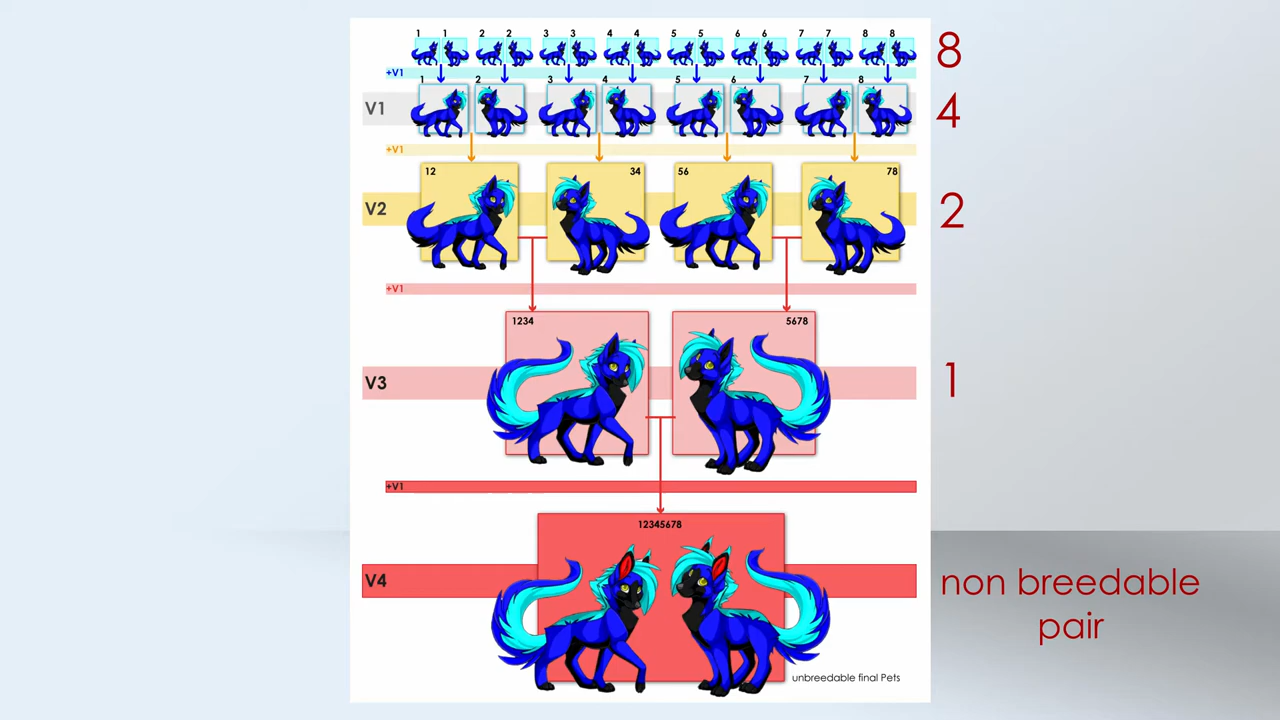 1 1 2 2 3 3 4 4 5 5 6 6 7 7 8 8
8
+V1
1 2 3 4 5 6 7 8
V1
4
+V1
12 34 56 78
V2
2
+V1
1234 5678
V3
1
+V1
12345678
V4
non breedable
pair
unbreedable final Pets